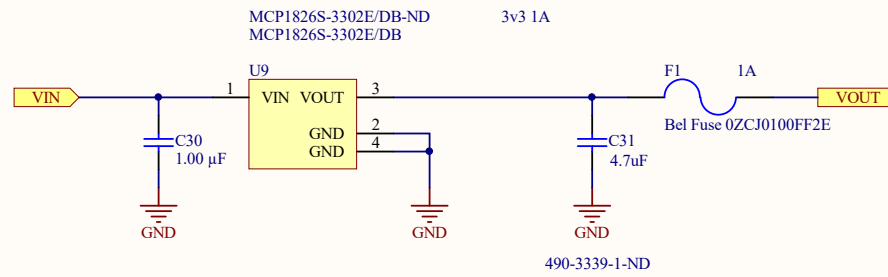 MCP1826S-3302E/DB-ND
3v3 1A
MCP1826S-3302E/DB
U9
F1
1A
VIN
1
VIN
VOUT
3
VOUT
GND
2
GND
4
Bel Fuse 0ZCJ0100FF2E
C30
1.00 µF
C31
4.7uF
GND
GND
GND
490-3339-1-ND